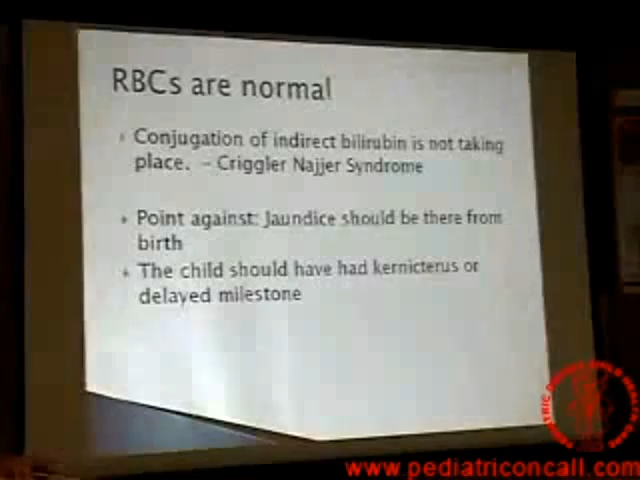 RBCs are normal
Conjugation of indirect bilirubin is not taking
place. - Criggler Najjer Syndrome
Point against: Jaundice should be there from
birth
The child should have had kernicterus or
delayed milestone
www.pediatriconcall.com